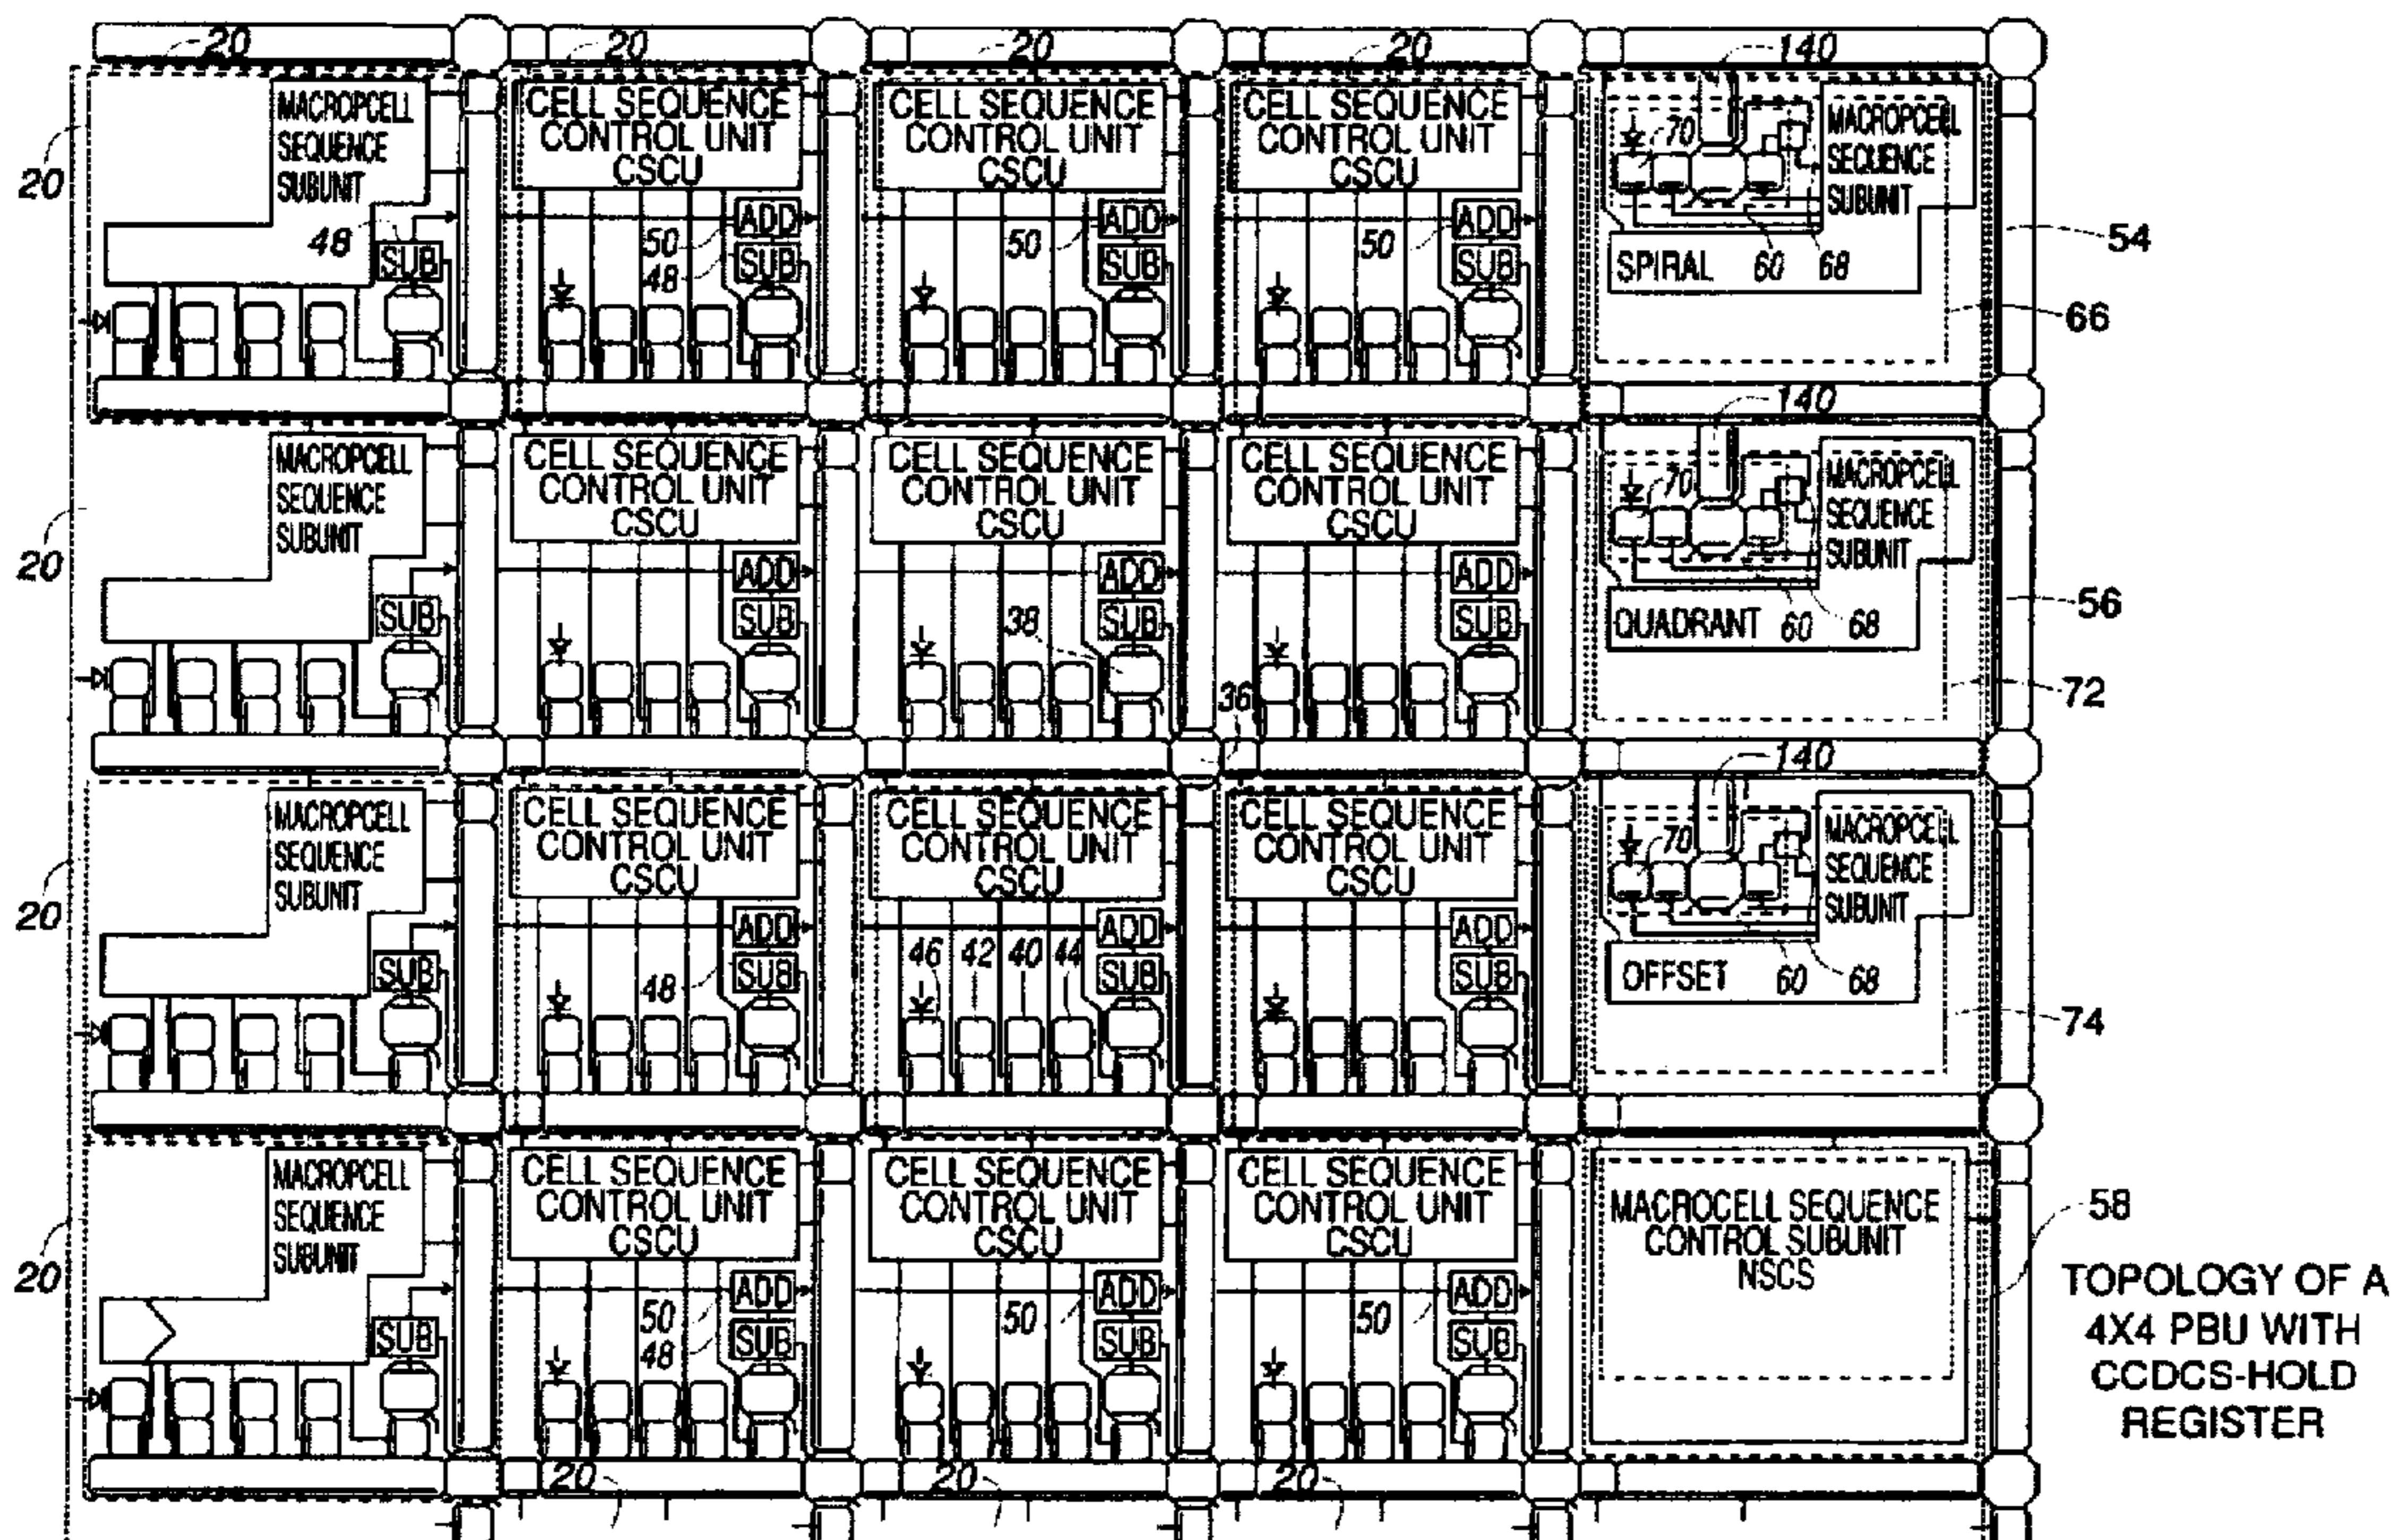 20 20 20 20 140
MACROPCELL
SEQUENCE
SUBUNIT
CELL SEQUENCE
CONTROL UNIT
CSCU
CELL SEQUENCE
CONTROL UNIT
CSCU
CELL SEQUENCE
CONTROL UNIT
CSCU
70
MACROPCELL
SEQUENCE
SUBUNIT
20
48
SUB
50
48
ADD
SUB
50
ADD
SUB
50
ADD
SUB
SPIRAL 60 68
54
66
140
MACROPCELL
SEQUENCE
SUBUNIT
CELL SEQUENCE
CONTROL UNIT
CSCU
CELL SEQUENCE
CONTROL UNIT
CSCU
CELL SEQUENCE
CONTROL UNIT
CSCU
70
MACROPCELL
SEQUENCE
SUBUNIT
20
SUB
ADD
SUB
38
ADD
SUB
ADD
SUB
QUADRANT 60 68
56
72
36
140
MACROPCELL
SEQUENCE
SUBUNIT
CELL SEQUENCE
CONTROL UNIT
CSCU
CELL SEQUENCE
CONTROL UNIT
CSCU
CELL SEQUENCE
CONTROL UNIT
CSCU
70
MACROPCELL
SEQUENCE
SUBUNIT
20
SUB
48
ADD
SUB
46 42 40 44
ADD
SUB
ADD
SUB
OFFSET 60 68
74
MACROPCELL
SEQUENCE
SUBUNIT
CELL SEQUENCE
CONTROL UNIT
CSCU
CELL SEQUENCE
CONTROL UNIT
CSCU
CELL SEQUENCE
CONTROL UNIT
CSCU
MACROCELL SEQUENCE
CONTROL SUBUNIT
NSCS
58
20
SUB
50
48
ADD
SUB
50
ADD
SUB
50
ADD
SUB
TOPOLOGY OF A
4X4 PBU WITH
CCDCS-HOLD
REGISTER
20 20 20